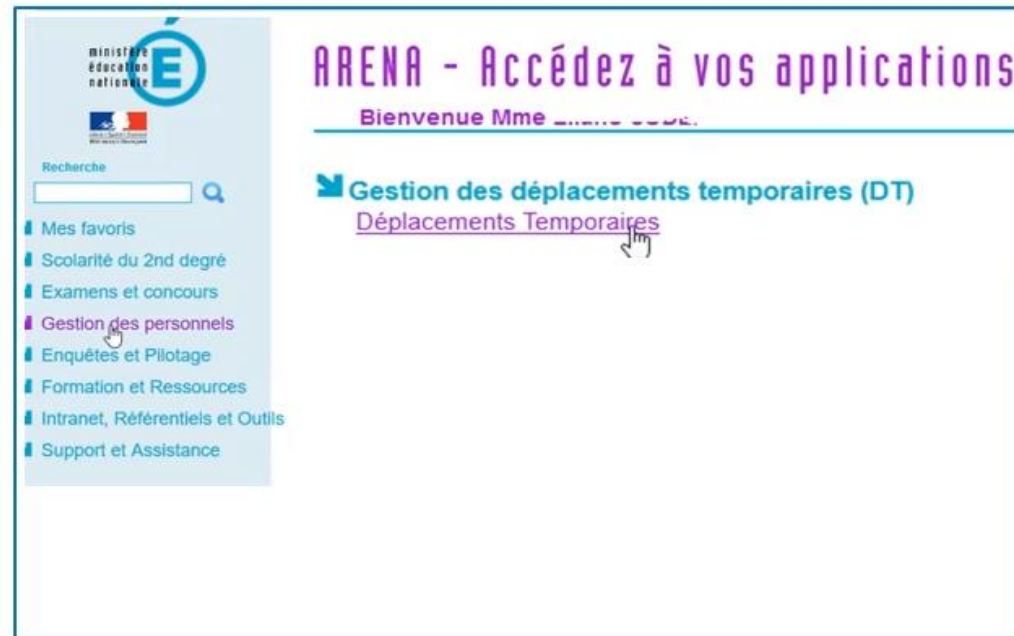 ministère
éducation
nationale
É
Recherche
Mes favoris
Scolarité du 2nd degré
Examens et concours
Gestion des personnels
Enquêtes et Pilotage
Formation et Ressources
Intranet, Référentiels et Outils
Support et Assistance
ARENA - Accédez à vos applications
Bienvenue Mme
Gestion des déplacements temporaires (DT)
Déplacements Temporaires